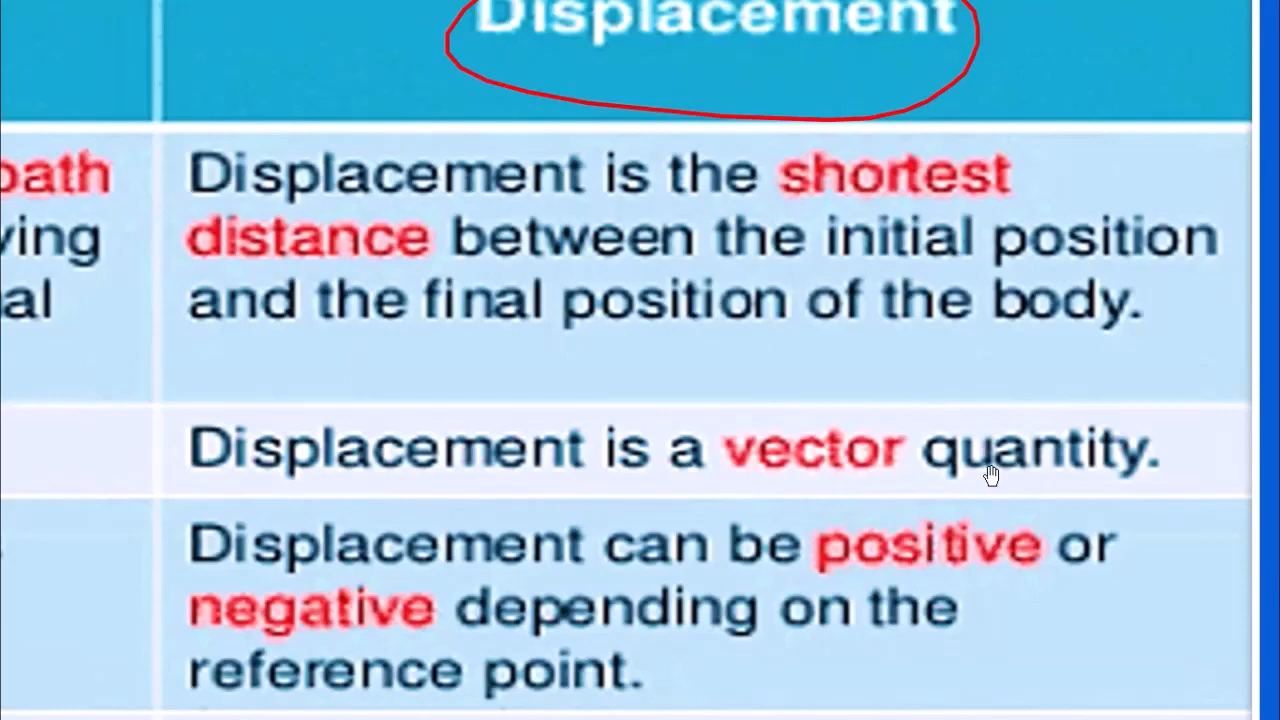 Displacement
path
ving
al
Displacement is the shortest
distance between the initial position
and the final position of the body.
Displacement is a vector quantity.
Displacement can be positive or
negative depending on the
reference point.